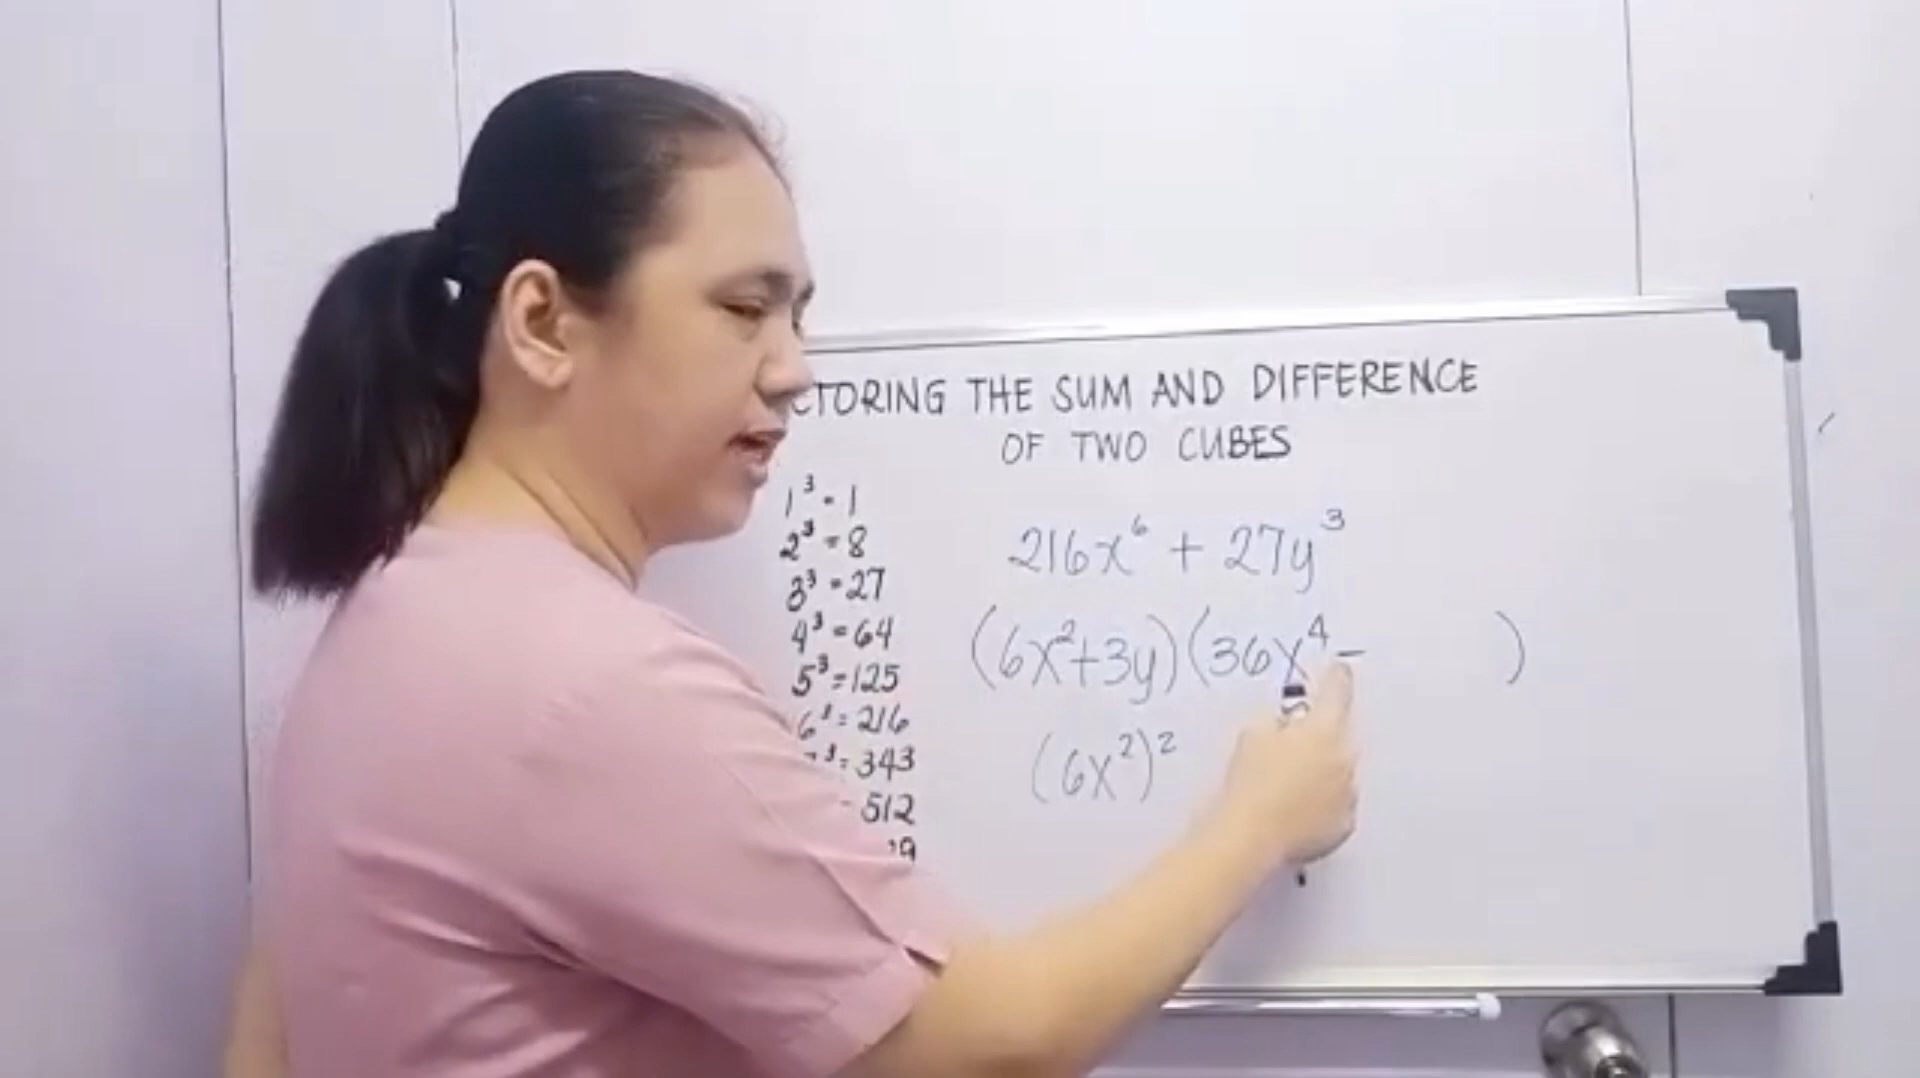 CTORING THE SUM AND DIFFERENCE
OF TWO CUBES
1³ = 1
2³ = 8
3³ = 27
4³ = 64
5³ = 125
6³ = 216
³ = 343
= 512
9
216x⁶ + 27y³
(6x²+3y)(36x⁴ − )
(6x²)²